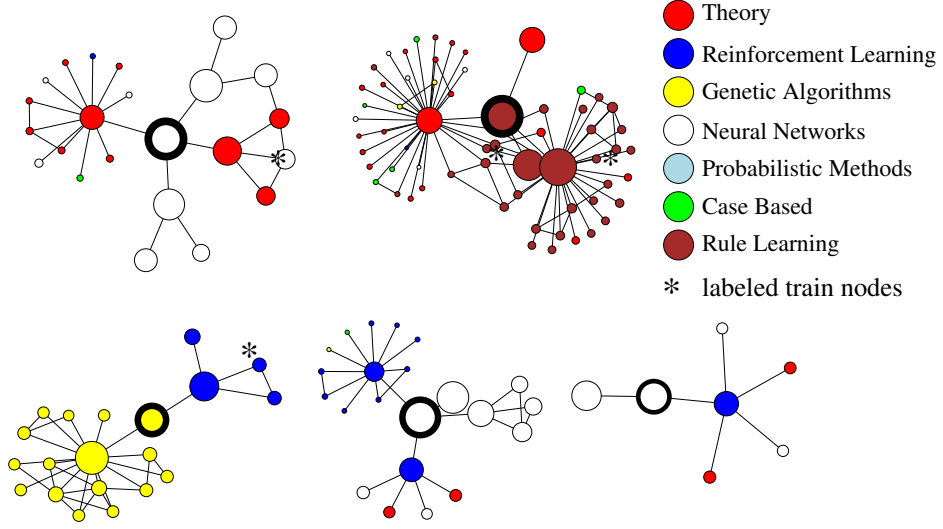 Theory
Reinforcement Learning
Genetic Algorithms
Neural Networks
Probabilistic Methods
Case Based
Rule Learning
* labeled train nodes
*
*
*
*